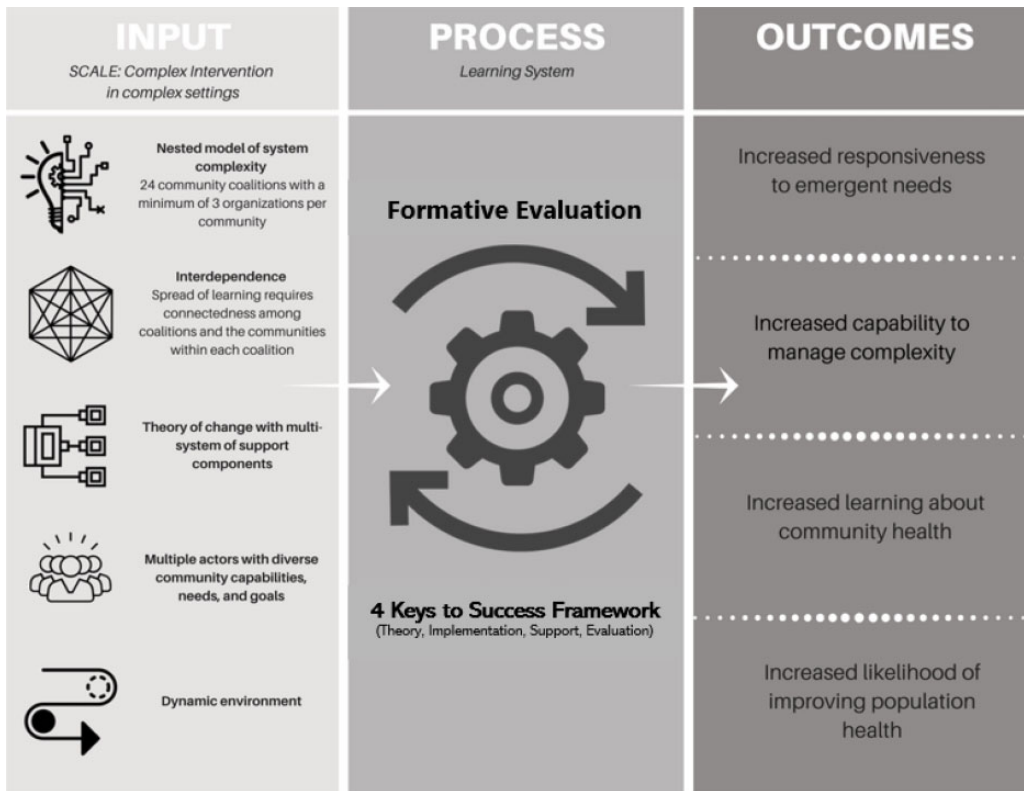 INPUT
SCALE: Complex Intervention
in complex settings
Nested model of system
complexity
24 community coalitions with a
minimum of 3 organizations per
community
Interdependence
Spread of learning requires
connectedness among
coalitions and the communities
within each coalition
Theory of change with multi-
system of support
components
Multiple actors with diverse
community capabilities,
needs, and goals
Dynamic environment
PROCESS
Learning System
Formative Evaluation
4 Keys to Success Framework
(Theory, Implementation, Support, Evaluation)
OUTCOMES
Increased responsiveness
to emergent needs
Increased capability to
manage complexity
Increased learning about
community health
Increased likelihood of
improving population
health